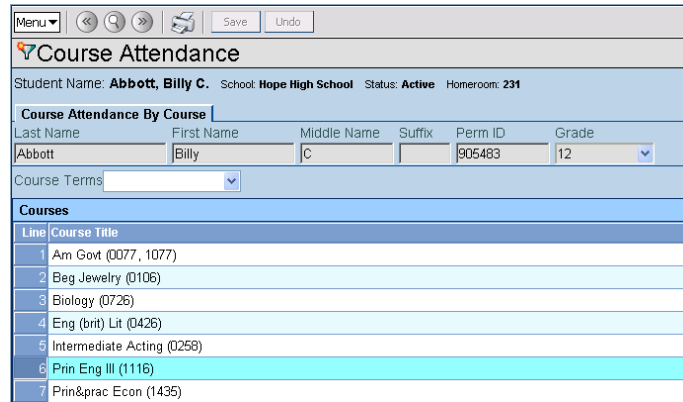 Menu Save Undo
Course Attendance
Student Name: Abbott, Billy C. School: Hope High School Status: Active Homeroom: 231
Course Attendance By Course
Last Name First Name Middle Name Suffix Perm ID Grade
Abbott Billy C 905483 12
Course Terms
Courses
Line Course Title
1 Am Govt (0077, 1077)
2 Beg Jewelry (0106)
3 Biology (0726)
4 Eng (brit) Lit (0426)
5 Intermediate Acting (0258)
6 Prin Eng III (1116)
7 Prin&prac Econ (1435)